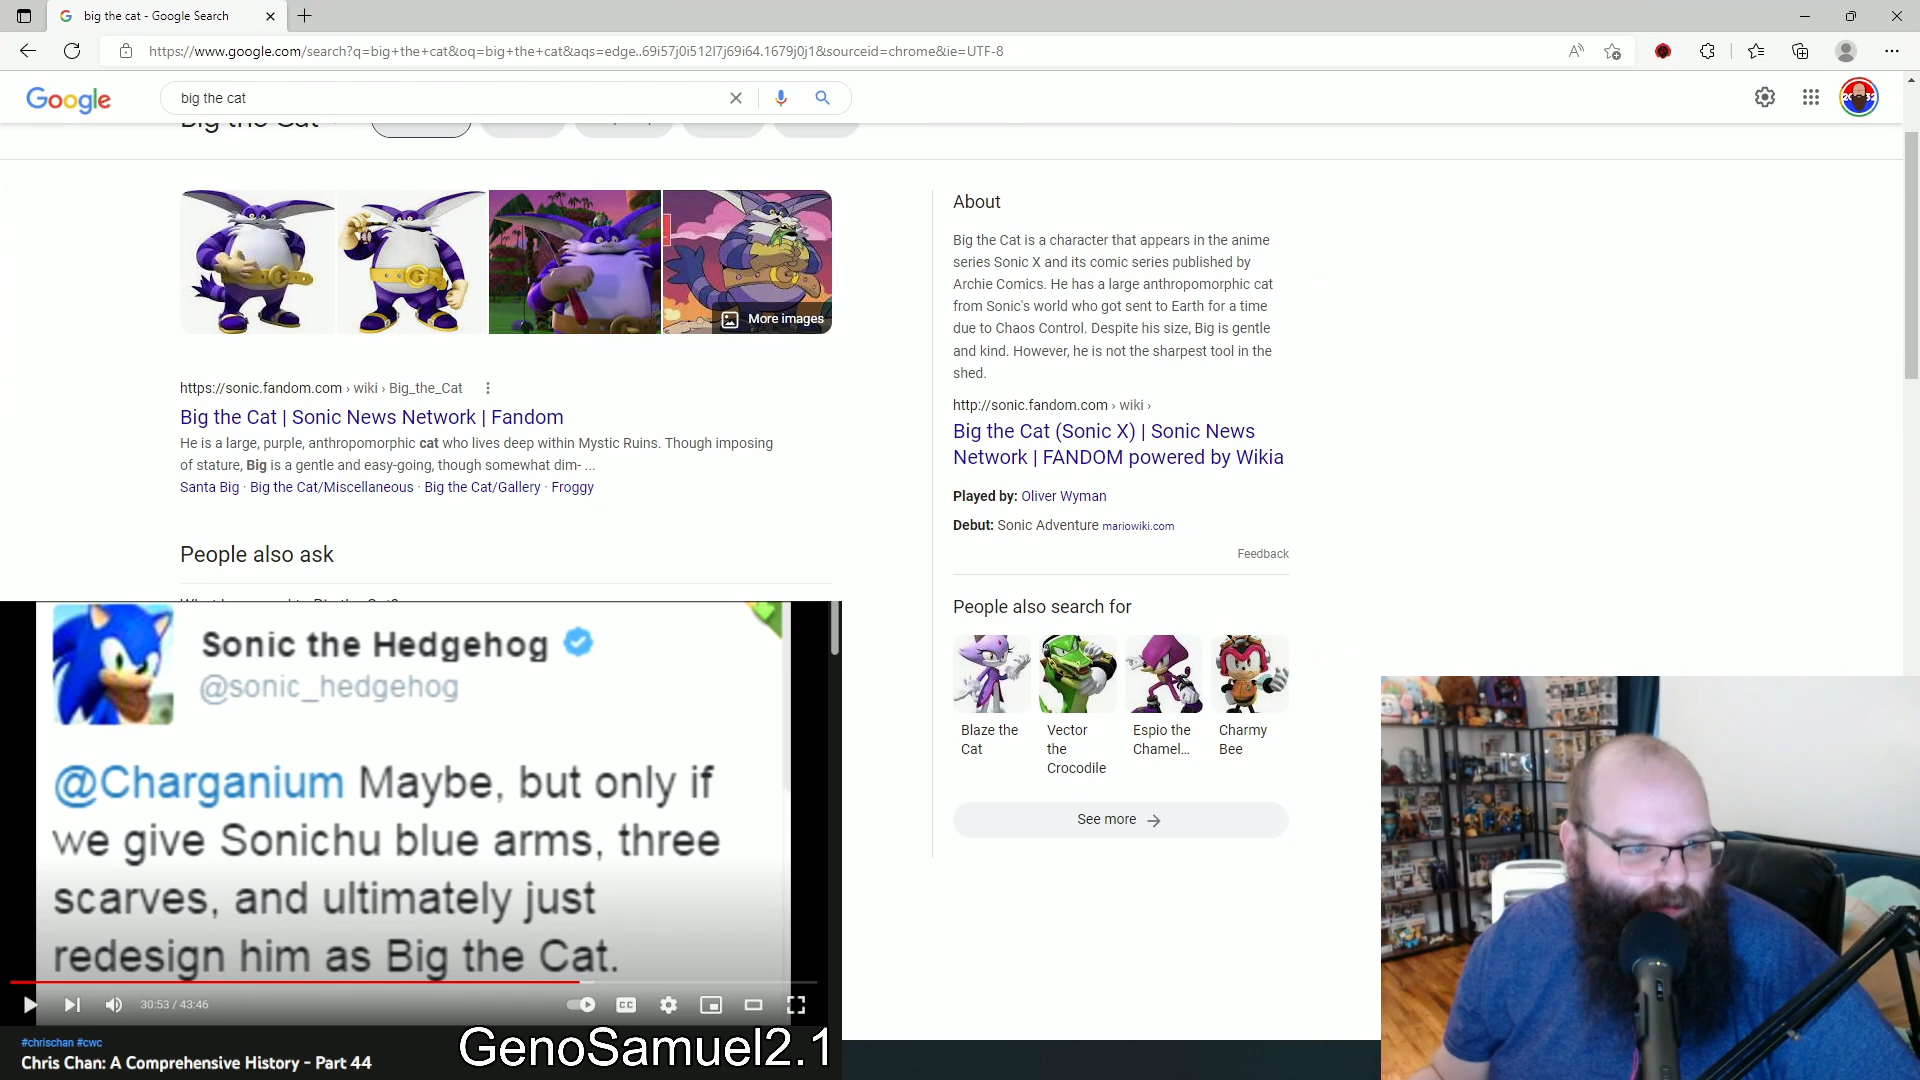 big the cat - Google Search
https://www.google.com/search?q=big+the+cat&oq=big+the+cat&aqs=edge..69i57j0i512l7j69i64.1679j0j1&sourceid=chrome&ie=UTF-8
Google
big the cat
Big the Cat
More images
https://sonic.fandom.com › wiki › Big_the_Cat
Big the Cat | Sonic News Network | Fandom
He is a large, purple, anthropomorphic cat who lives deep within Mystic Ruins. Though imposing
of stature, Big is a gentle and easy-going, though somewhat dim- ...
Santa Big · Big the Cat/Miscellaneous · Big the Cat/Gallery · Froggy
People also ask
About
Big the Cat is a character that appears in the anime
series Sonic X and its comic series published by
Archie Comics. He has a large anthropomorphic cat
from Sonic's world who got sent to Earth for a time
due to Chaos Control. Despite his size, Big is gentle
and kind. However, he is not the sharpest tool in the
shed.
http://sonic.fandom.com › wiki ›
Big the Cat (Sonic X) | Sonic News
Network | FANDOM powered by Wikia
Played by: Oliver Wyman
Debut: Sonic Adventure mariowiki.com
Feedback
People also search for
Blaze the
Cat
Vector
the
Crocodile
Espio the
Chamel...
Charmy
Bee
See more
Sonic the Hedgehog
@sonic_hedgehog
@Charganium Maybe, but only if
we give Sonichu blue arms, three
scarves, and ultimately just
redesign him as Big the Cat.
30:53 / 43:46
CC
#chrischan #cwc
Chris Chan: A Comprehensive History - Part 44
GenoSamuel2.1